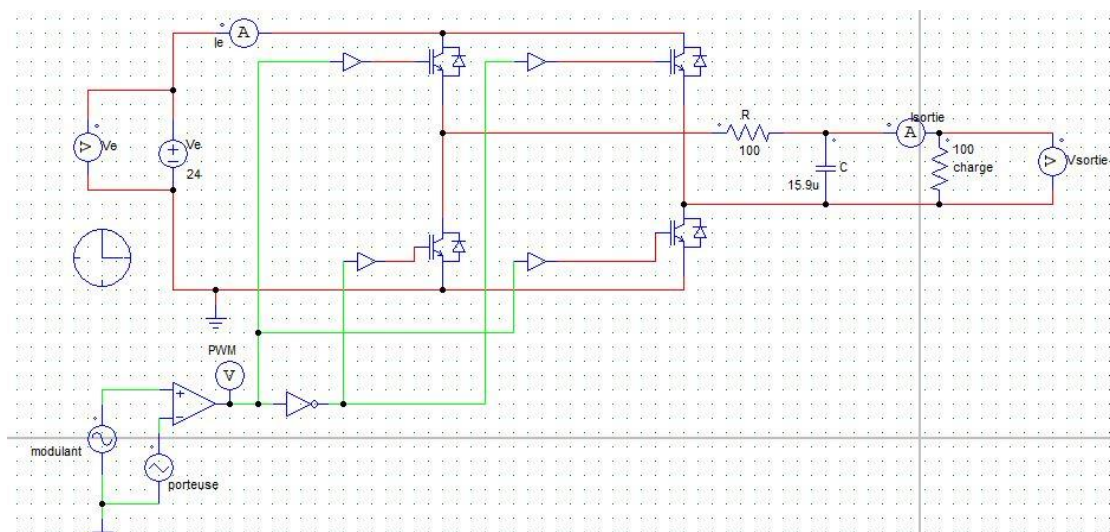 Ie
A
V
Ve
Ve
24
R
100
Isortie
A
C
15.9u
100
charge
V
Vsortie
PWM
V
modulant
porteuse